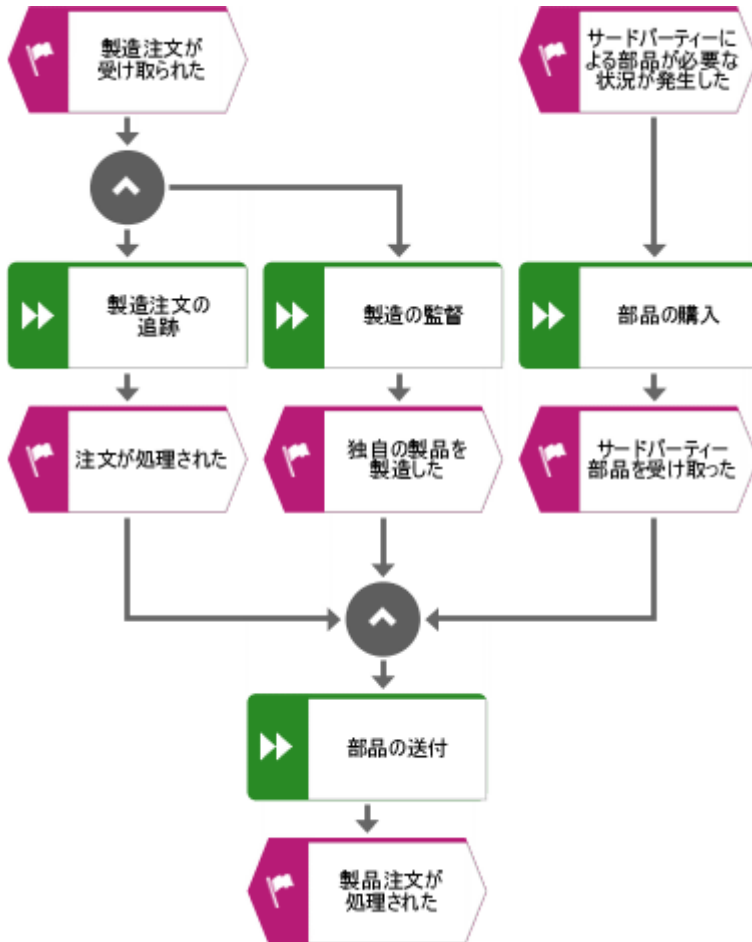 製造注文が
受け取られた
サードパーティーに
よる部品が必要な
状況が発生した
製造注文の
追跡
製造の監督
部品の購入
注文が処理された
独自の製品を
製造した
サードパーティー
部品を受け取った
部品の送付
製品注文が
処理された